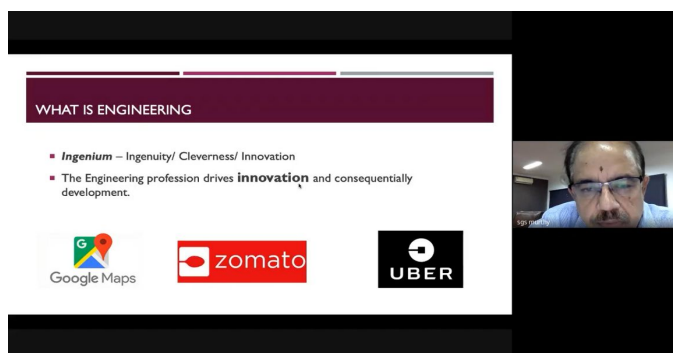 WHAT IS ENGINEERING
Ingenium – Ingenuity/ Cleverness/ Innovation
The Engineering profession drives innovation and consequentially
development.
G
Google Maps
zomato
UBER
sgs murthy